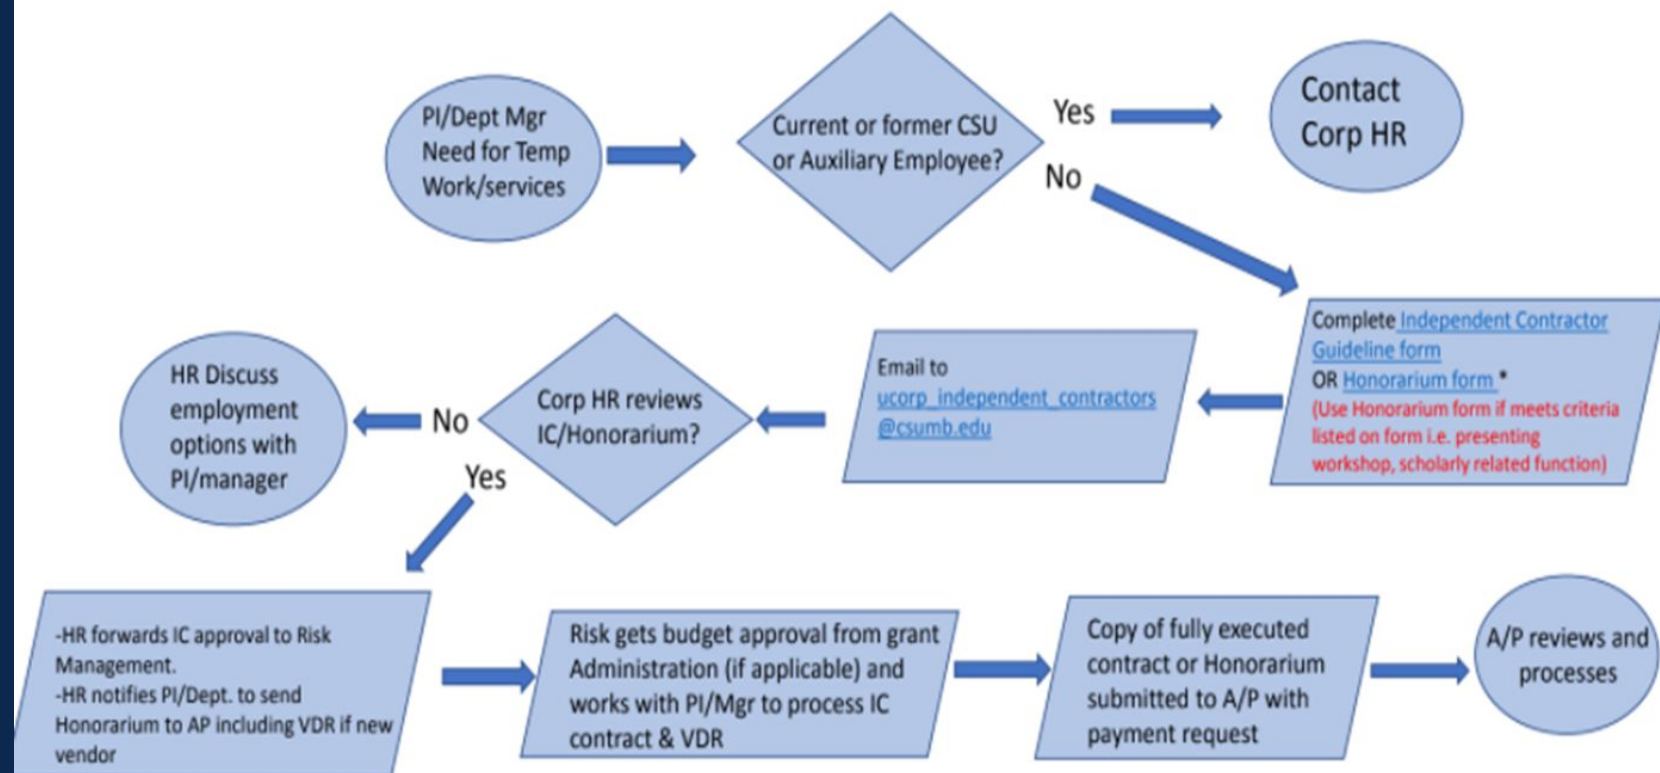 PI/Dept Mgr
Need for Temp
Work/services
Current or former CSU
or Auxiliary Employee?
Yes
No
Contact
Corp HR
Complete Independent Contractor
Guideline form
OR Honorarium form *
(Use Honorarium form if meets criteria
listed on form i.e. presenting
workshop, scholarly related function)
Email to
ucorp_independent_contractors
@csumb.edu
Corp HR reviews
IC/Honorarium?
No
Yes
HR Discuss
employment
options with
PI/manager
-HR forwards IC approval to Risk
Management.
-HR notifies PI/Dept. to send
Honorarium to AP including VDR if new
vendor
Risk gets budget approval from grant
Administration (if applicable) and
works with PI/Mgr to process IC
contract & VDR
Copy of fully executed
contract or Honorarium
submitted to A/P with
payment request
A/P reviews and
processes